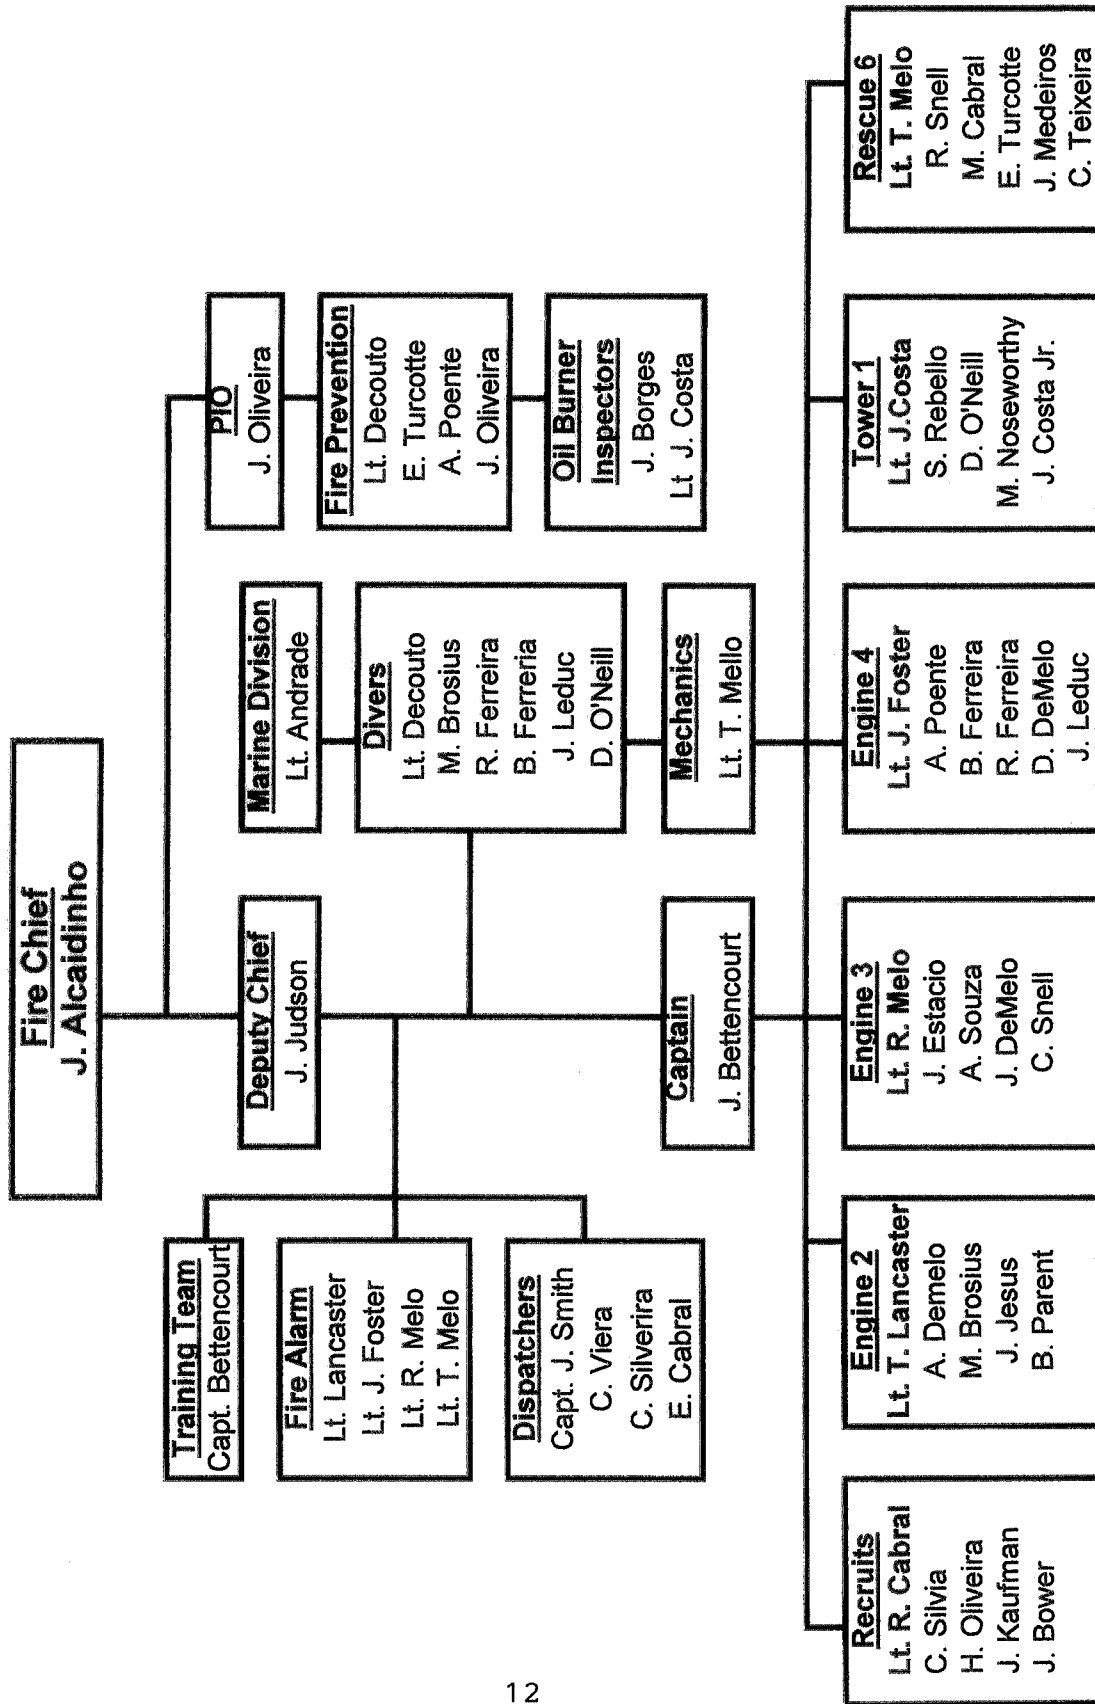 Fire Chief
J. Alcaidinho
PIO
J. Oliveira
Deputy Chief
J. Judson
Marine Division
Lt. Andrade
Training Team
Capt. Bettencourt
Fire Alarm
Lt. Lancaster
Lt. J. Foster
Lt. R. Melo
Lt. T. Melo
Dispatchers
Capt. J. Smith
C. Viera
C. Silverira
E. Cabral
Divers
Lt. Decouto
M. Brosius
R. Ferreira
B. Ferreria
J. Leduc
D. O'Neill
Fire Prevention
Lt. Decouto
E. Turcotte
A. Poente
J. Oliveira
Oil Burner
Inspectors
J. Borges
Lt J. Costa
Captain
J. Bettencourt
Mechanics
Lt. T. Mello
Recruits
Lt. R. Cabral
C. Silvia
H. Oliveira
J. Kaufman
J. Bower
Engine 2
Lt. T. Lancaster
A. Demelo
M. Brosius
J. Jesus
B. Parent
Engine 3
Lt. R. Melo
J. Estacio
A. Souza
J. DeMelo
C. Snell
Engine 4
Lt. J. Foster
A. Poente
B. Ferreira
R. Ferreira
D. DeMelo
J. Leduc
Tower 1
Lt. J.Costa
S. Rebello
D. O'Neill
M. Noseworthy
J. Costa Jr.
Rescue 6
Lt. T. Melo
R. Snell
M. Cabral
E. Turcotte
J. Medeiros
C. Teixeira
12